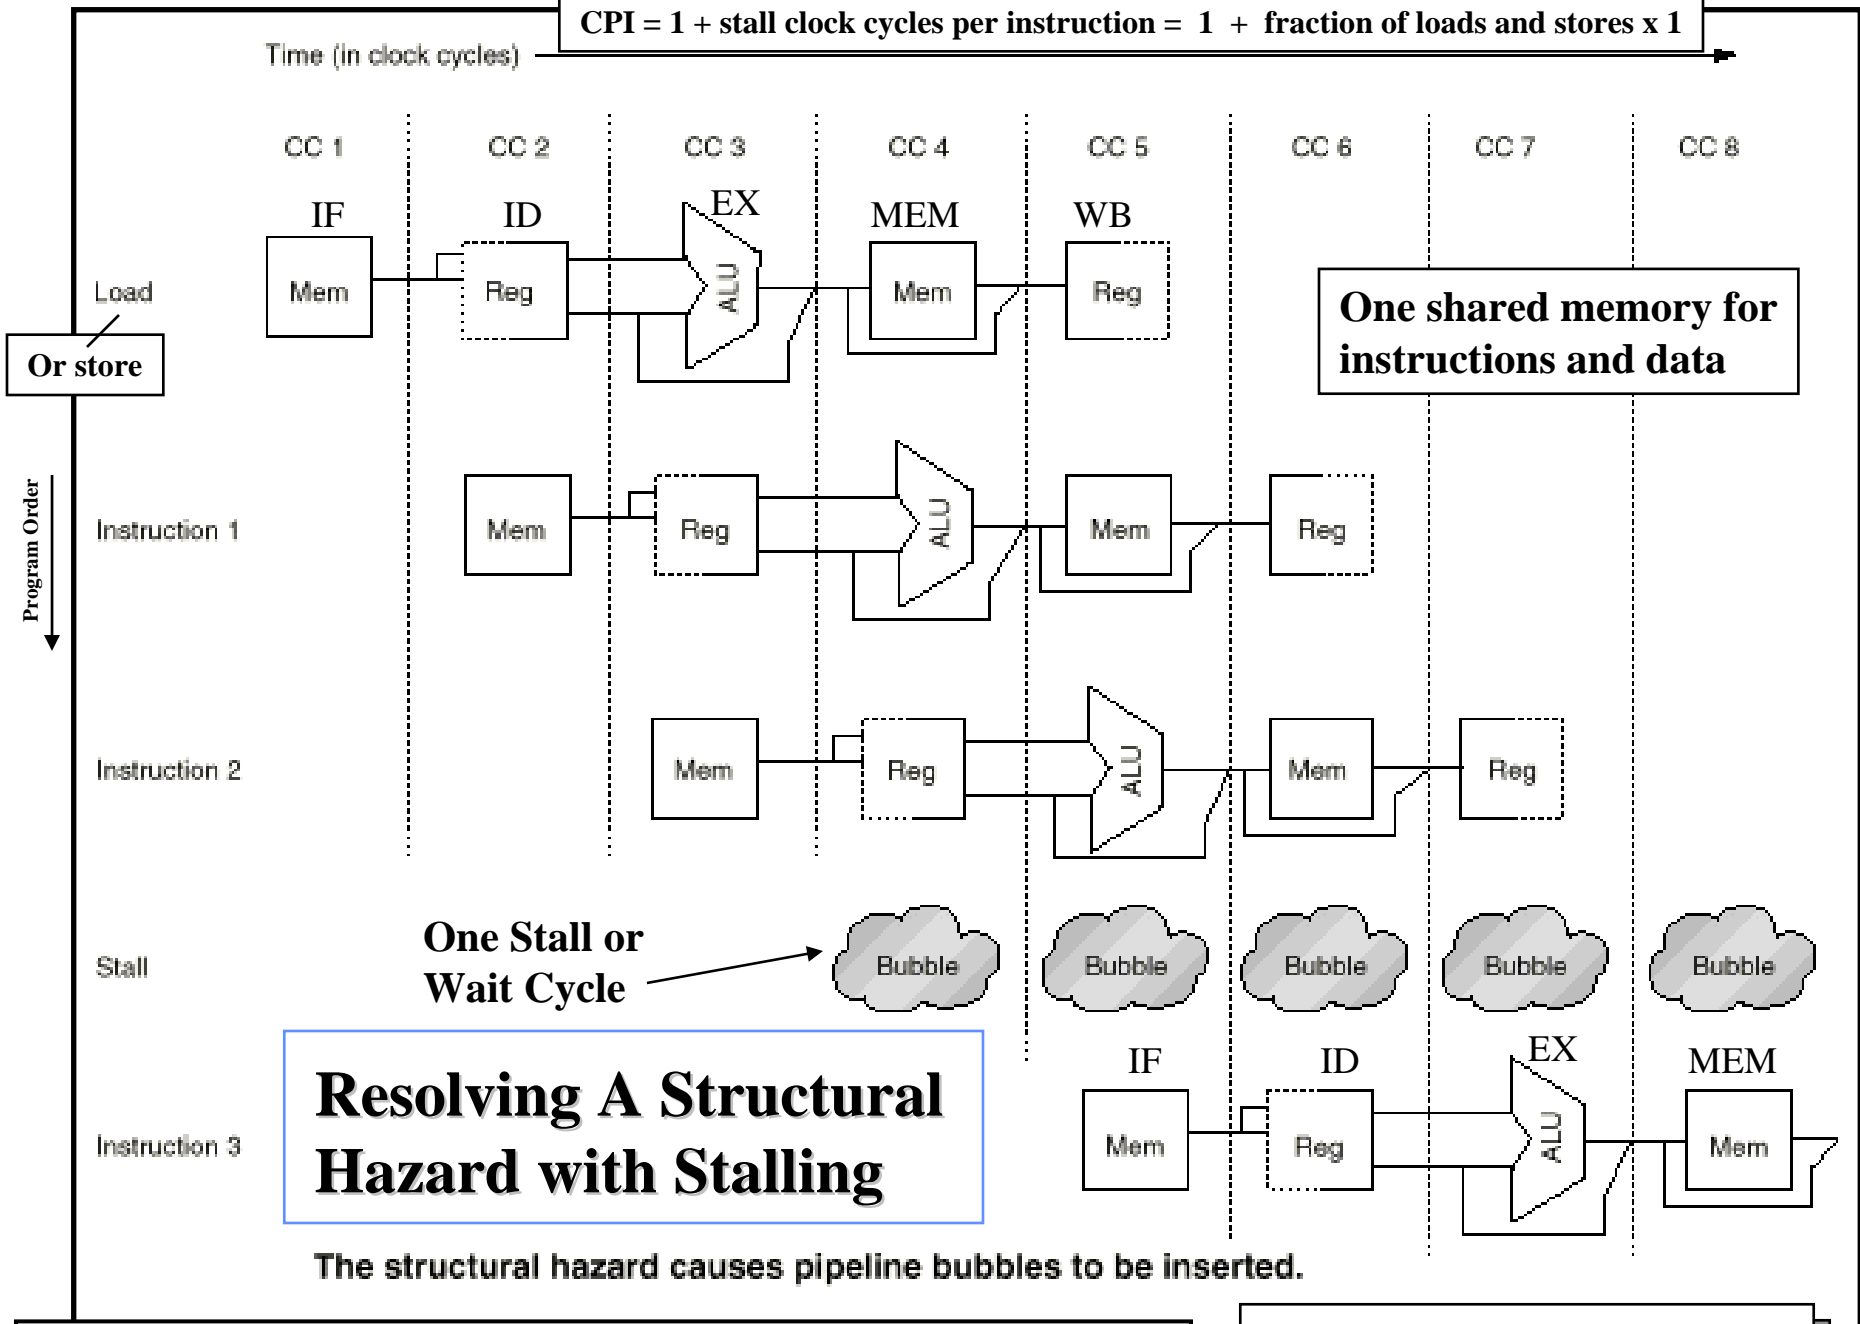 CPI = 1 + stall clock cycles per instruction = 1 + fraction of loads and stores x 1
Time (in clock cycles)
CC 1 CC 2 CC 3 CC 4 CC 5 CC 6 CC 7 CC 8
IF ID EX MEM WB
Load Mem Reg ALU Mem Reg
Or store
One shared memory for
instructions and data
Program Order
Instruction 1 Mem Reg ALU Mem Reg
Instruction 2 Mem Reg ALU Mem Reg
One Stall or
Wait Cycle
Stall Bubble Bubble Bubble Bubble Bubble
IF ID EX MEM
Instruction 3 Mem Reg ALU Mem
Resolving A Structural
Hazard with Stalling
The structural hazard causes pipeline bubbles to be inserted.